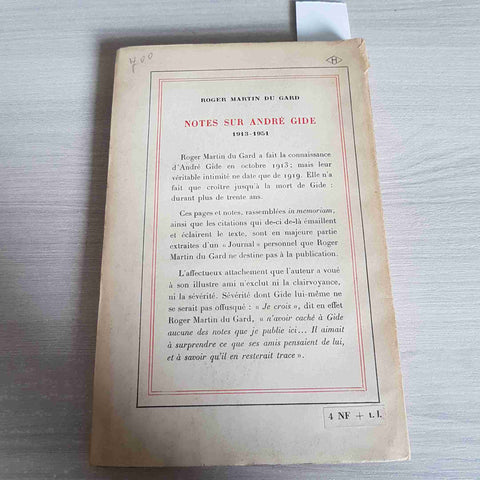 700
H
ROGER MARTIN DU GARD
NOTES SUR ANDRÉ GIDE
1913-1951
Roger Martin du Gard a fait la connaissance
d'André Gide en octobre 1913 ; mais leur
véritable intimité ne date que de 1919. Elle n'a
fait que croître jusqu'à la mort de Gide :
durant plus de trente ans.
Ces pages et notes, rassemblées in memoriam,
ainsi que les citations qui de-ci de-là émaillent
et éclairent le texte, sont en majeure partie
extraites d'un « Journal » personnel que Roger
Martin du Gard ne destine pas à la publication.
L'affectueux attachement que l'auteur a voué
à son illustre ami n'exclut ni la clairvoyance,
ni la sévérité. Sévérité dont Gide lui-même ne
se serait pas offusqué : « Je crois », dit en effet
Roger Martin du Gard, « n'avoir caché à Gide
aucune des notes que je publie ici... Il aimait
à surprendre ce que ses amis pensaient de lui,
et à savoir qu'il en resterait trace ».
4 NF + t. l.